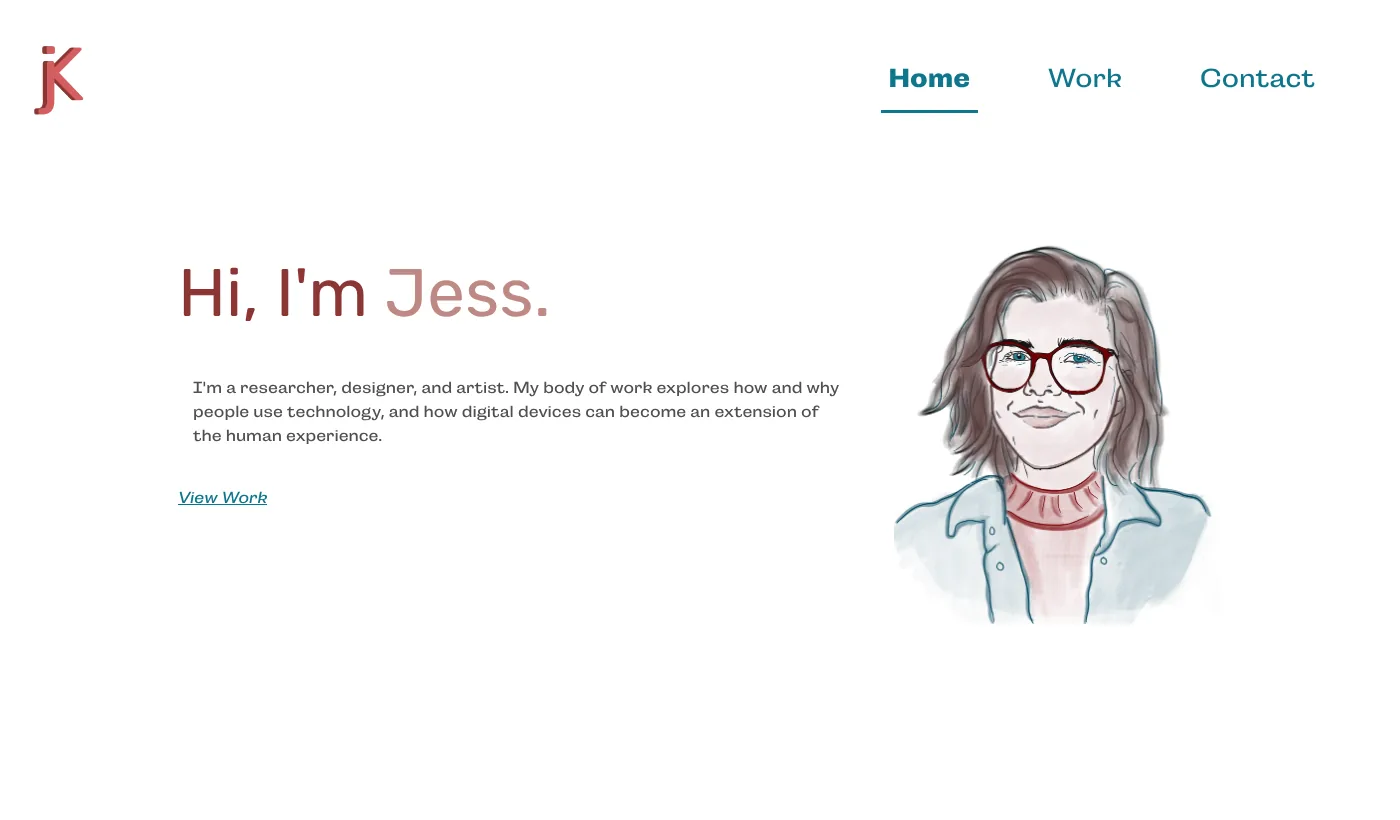 jK
Home Work Contact
Hi, I'm Jess.
I'm a researcher, designer, and artist. My body of work explores how and why
people use technology, and how digital devices can become an extension of
the human experience.
View Work